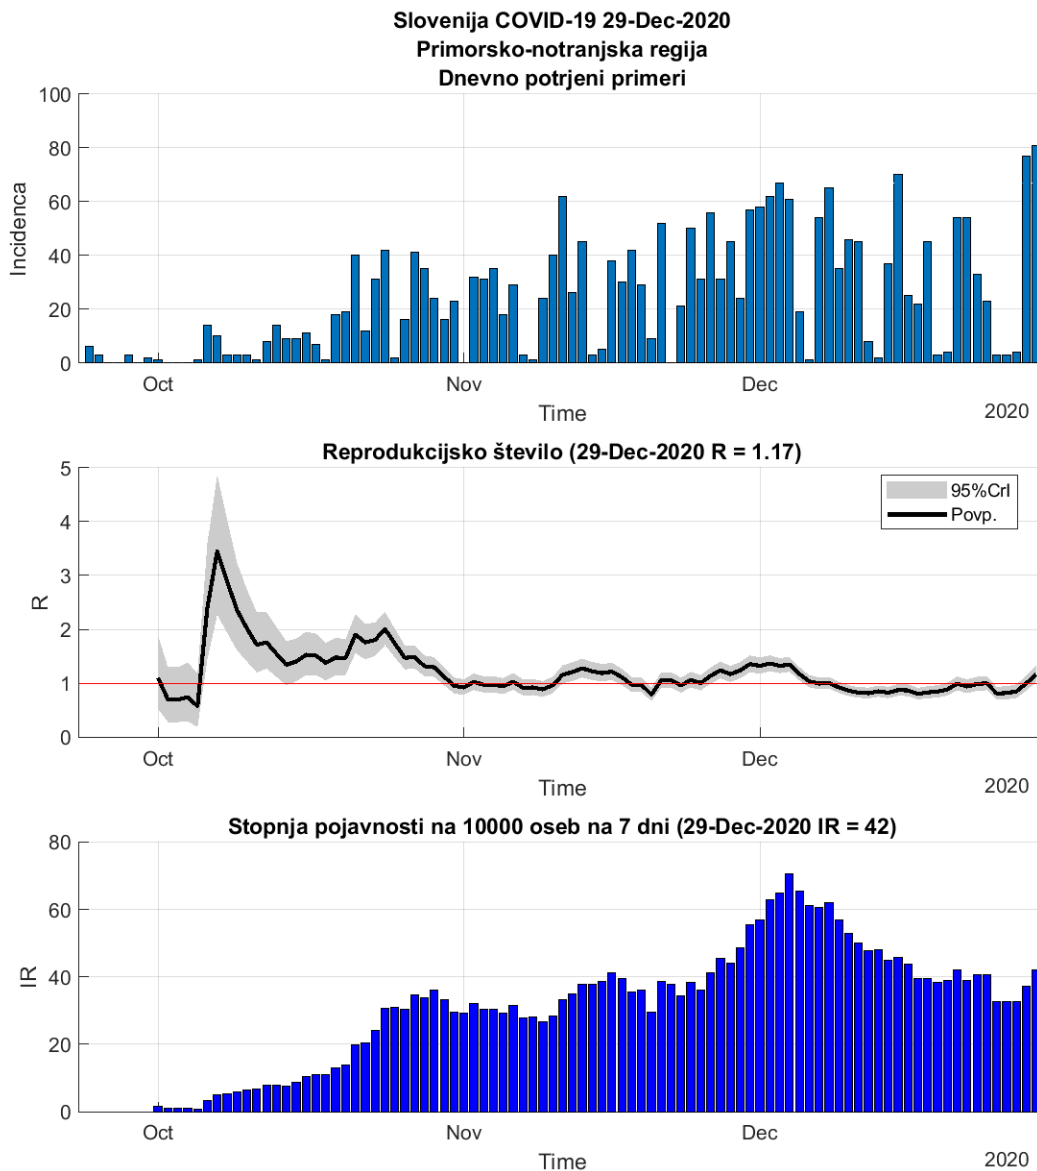 Slovenija COVID-19 29-Dec-2020
Primorsko-notranjska regija
Dnevno potrjeni primeri
100
80
60
40
20
0
Incidenca
Oct
Nov
Dec
Time
2020
Reprodukcijsko število (29-Dec-2020 R = 1.17)
5
4
3
2
1
0
R
95%CrI
Povp.
Oct
Nov
Dec
Time
2020
Stopnja pojavnosti na 10000 oseb na 7 dni (29-Dec-2020 IR = 42)
80
60
40
20
0
IR
Oct
Nov
Dec
Time
2020